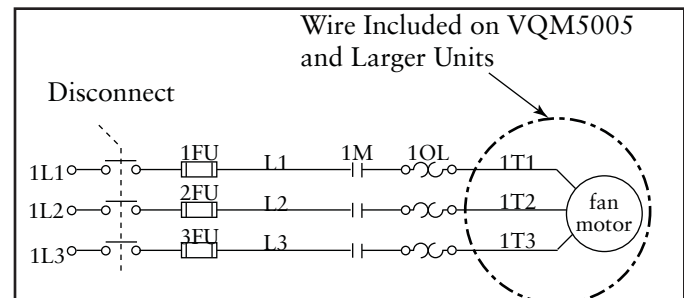 Wire Included on VQM5005
and Larger Units
Disconnect
1L1 1FU L1 1M 1OL 1T1
1L2 2FU L2 1T2
1L3 3FU L3 1T3
fan
motor